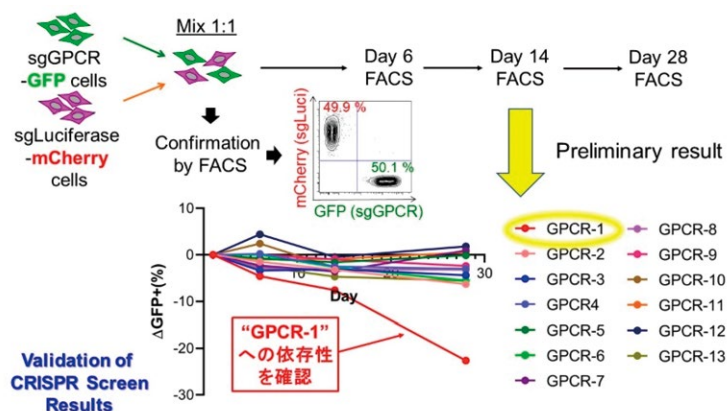 Mix 1:1
sgGPCR
-GFP cells
sgLuciferase
-mCherry
cells
Day 6
FACS
Day 14
FACS
Day 28
FACS
Confirmation
by FACS
49.9 %
50.1 %
mCherry (sgLuci)
GFP (sgGPCR)
Preliminary result
10
0
-10
-20
-30
ΔGFP+(%)
10
20
30
Day
"GPCR-1"
への依存性
を確認
GPCR-1
GPCR-2
GPCR-3
GPCR4
GPCR-5
GPCR-6
GPCR-7
GPCR-8
GPCR-9
GPCR-10
GPCR-11
GPCR-12
GPCR-13
Validation of
CRISPR Screen
Results